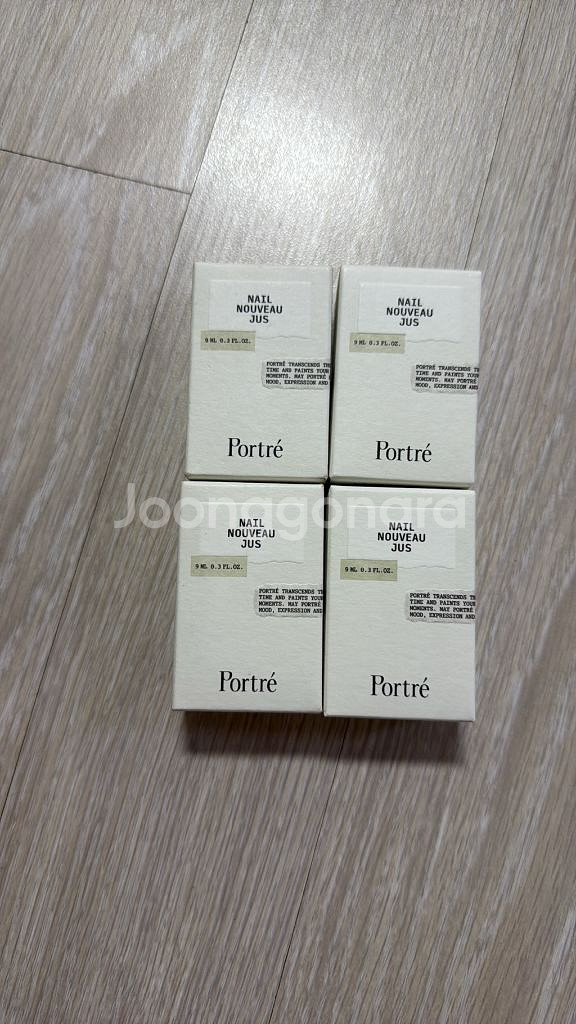 NAIL
NOUVEAU
JUS
9 ML 0.3 FL.OZ.
PORTRÉ TRANSCENDS TH
TIME AND PAINTS YOUR
MOMENTS. MAY PORTRÉ
MOOD, EXPRESSION AND
Portré
NAIL
NOUVEAU
JUS
9 ML 0.3 FL.OZ.
PORTRÉ TRANSCENDS TH
TIME AND PAINTS YOUR
MOMENTS. MAY PORTRÉ
MOOD, EXPRESSION AND
Portré
Joonggonara
NAIL
NOUVEAU
JUS
9 ML 0.3 FL.OZ.
PORTRÉ TRANSCENDS TH
TIME AND PAINTS YOUR
MOMENTS. MAY PORTRÉ
MOOD, EXPRESSION AND
Portré
NAIL
NOUVEAU
JUS
9 ML 0.3 FL.OZ.
PORTRÉ TRANSCENDS TH
TIME AND PAINTS YOUR
MOMENTS. MAY PORTRÉ
MOOD, EXPRESSION AND
Portré